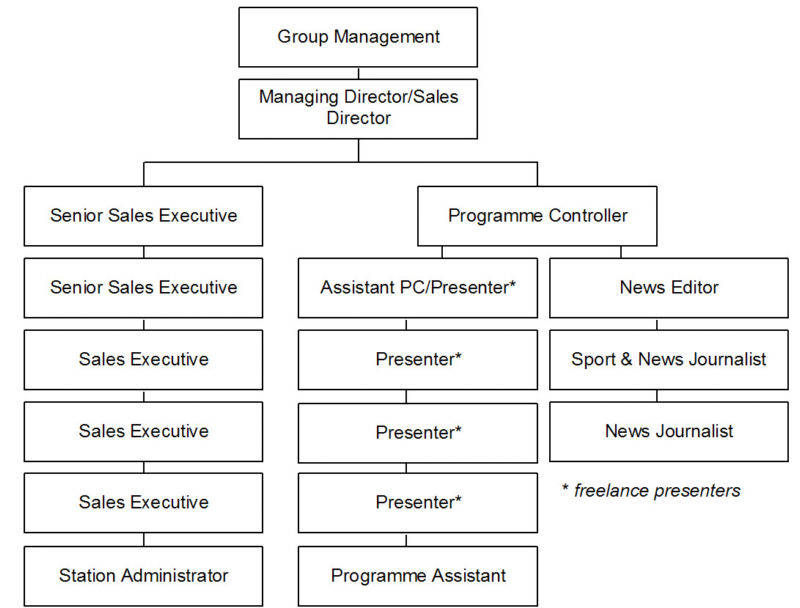 Group Management
Managing Director/Sales
Director
Senior Sales Executive
Programme Controller
Senior Sales Executive
Assistant PC/Presenter*
News Editor
Sales Executive
Presenter*
Sport & News Journalist
Sales Executive
Presenter*
News Journalist
Sales Executive
Presenter*
* freelance presenters
Station Administrator
Programme Assistant